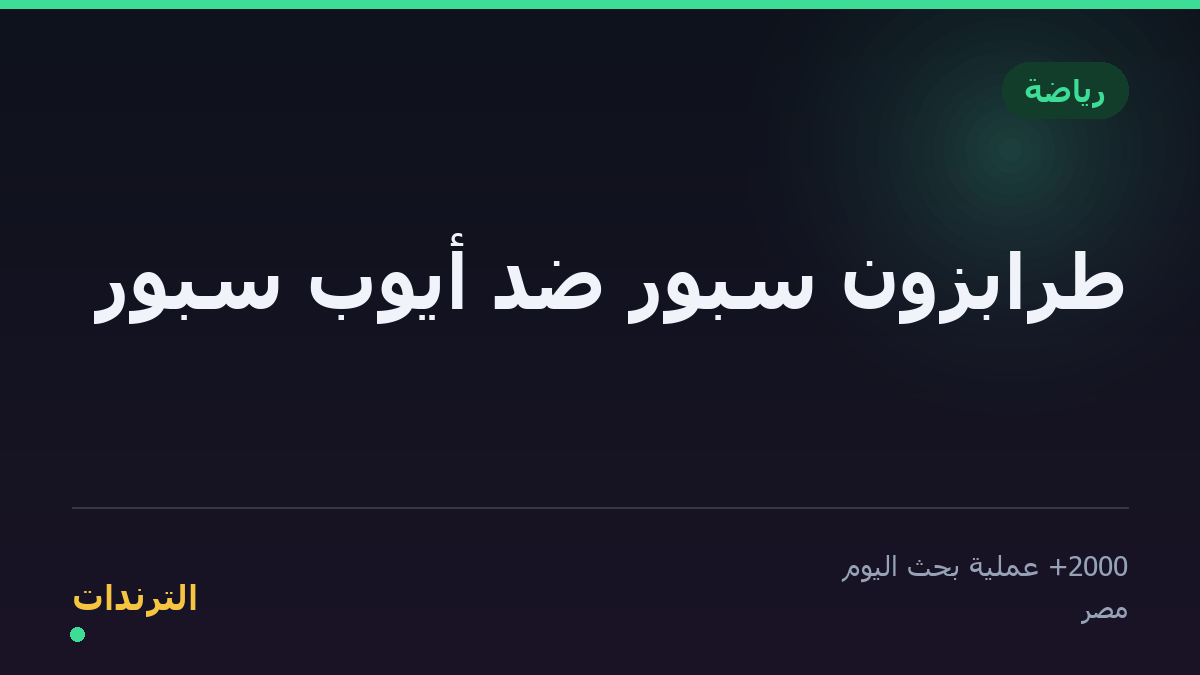 رياضة
طرابزون سبور ضد أيوب سبور
2000+ عملية بحث اليوم
مصر
الترندات